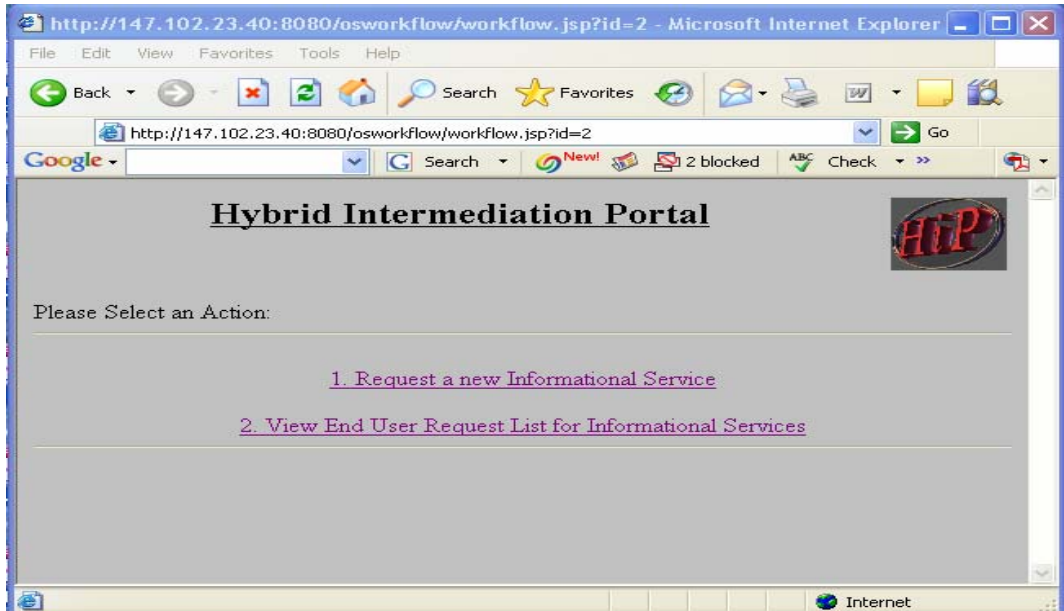 http://147.102.23.40:8080/osworkflow/workflow.jsp?id=2 - Microsoft Internet Explorer
File Edit View Favorites Tools Help
Back Search Favorites W
http://147.102.23.40:8080/osworkflow/workflow.jsp?id=2 Go
Google G Search New! 2 blocked ABC Check »
Hybrid Intermediation Portal
HiP
Please Select an Action:
1. Request a new Informational Service
2. View End User Request List for Informational Services
Internet